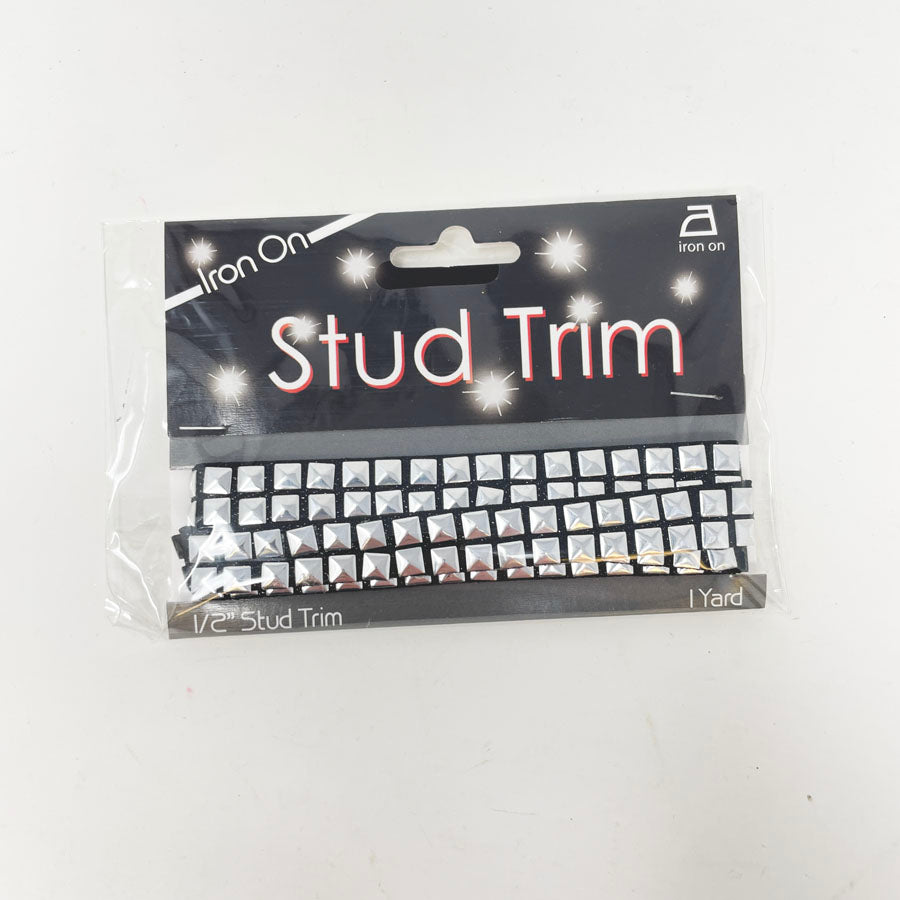 Iron On
iron on
Stud Trim
1/2" Stud Trim
1 Yard